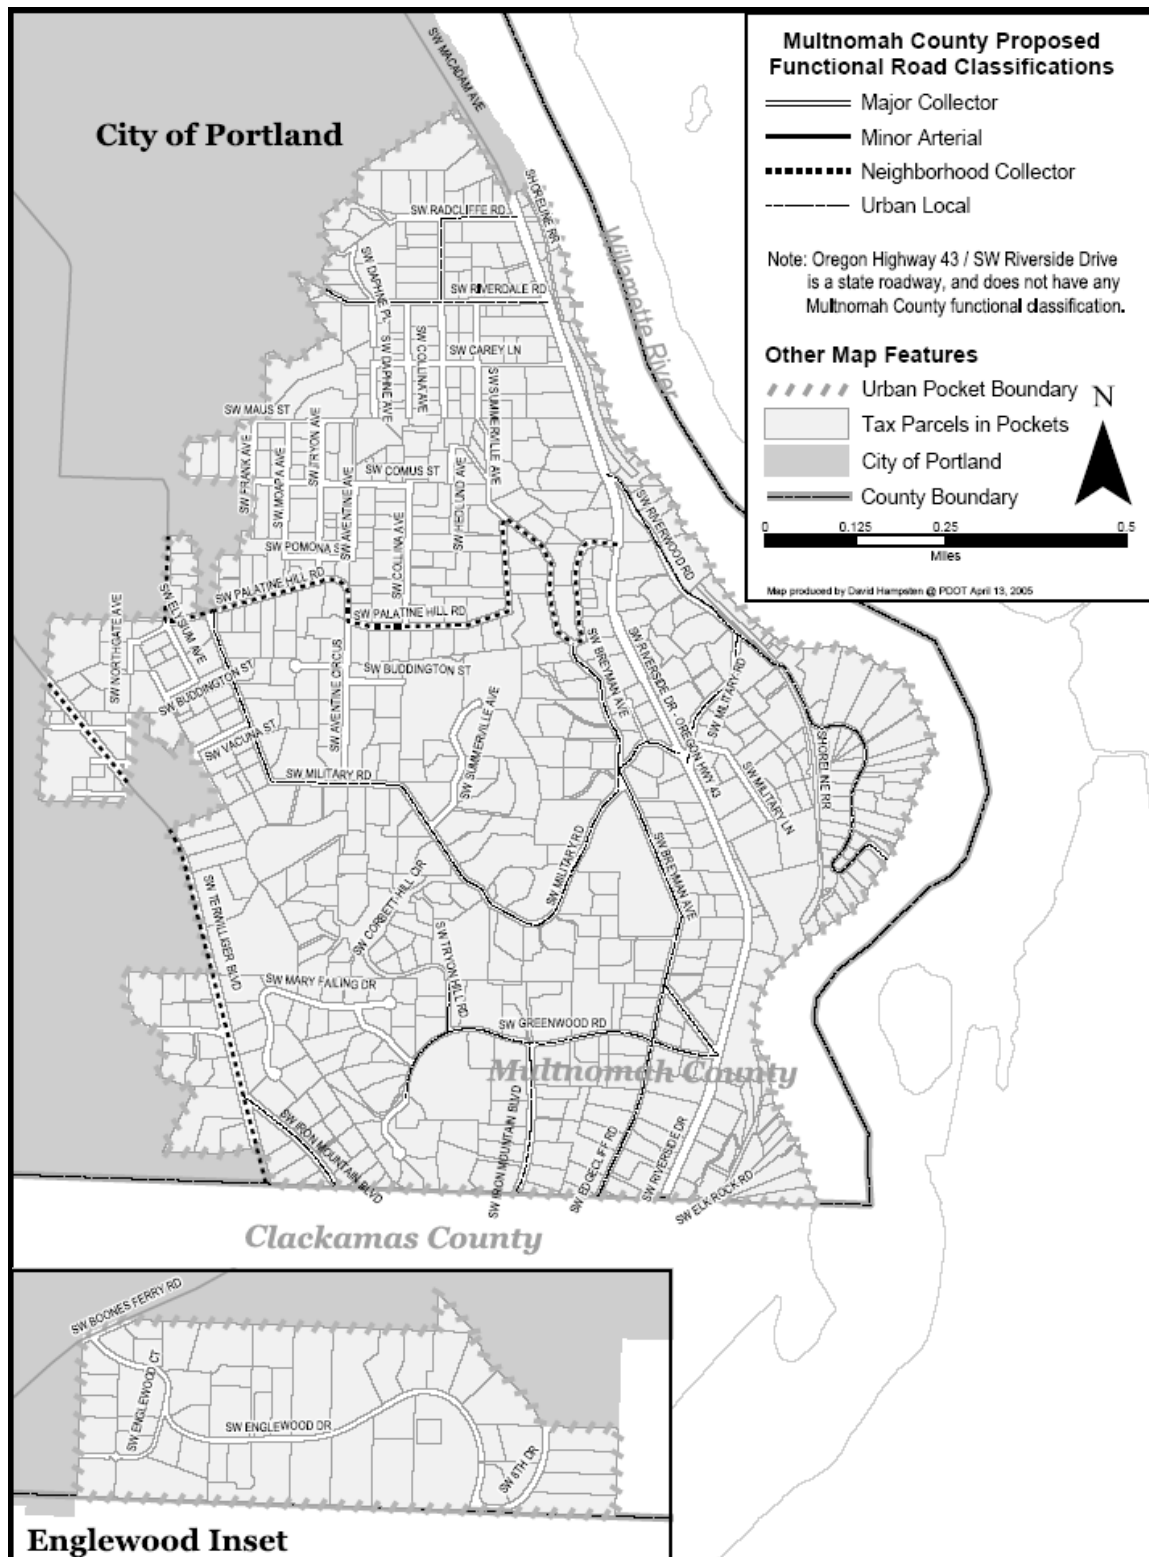 City of Portland
SW MACADAM AVE
SHORELINE RR
SW RADCLIFFE RD
Willamette River
SW DAPHNE PL
SW RIVERDALE RD
SW DAPHNE AVE
SW COLLINA AVE
SW CAREY LN
SW SUMMERVILLE AVE
SW MAUS ST
SW FRANK AVE
SW MOAPA AVE
SW TRYON AVE
SW AVENTINE AVE
SW COMUS ST
SW HEDLUND AVE
SW COLLINA AVE
SW RIVERWOOD RD
SW POMONA S
SW PALATINE HILL RD
SW PALATINE HILL RD
SW ELYSIUM AVE
SW NORTHGATE AVE
SW BUDDINGTON ST
SW BUDDINGTON ST
SW VACUNA ST
SW AVENTINE CIRCUS
SW SUMMERVILLE AVE
SW BREYMAN AVE
SW RIVERSIDE DR - OREGON HWY 43
SW MILITARY RD
SW MILITARY LN
SHORELINE RR
SW MILITARY RD
SW MILITARY RD
SW BREYMAN AVE
SW TERWILLIGER BLVD
SW CORBETT HILL CIR
SW TRYON HILL RD
SW MARY FAILING DR
SW GREENWOOD RD
Multnomah County
SW IRON MOUNTAIN BLVD
SW IRON MOUNTAIN BLVD
SW EDGECLIFF RD
SW RIVERSIDE DR
SW ELK ROCK RD
Clackamas County
Multnomah County Proposed
Functional Road Classifications
Major Collector
Minor Arterial
Neighborhood Collector
Urban Local
Note: Oregon Highway 43 / SW Riverside Drive
is a state roadway, and does not have any
Multnomah County functional classification.
Other Map Features
Urban Pocket Boundary
N
Tax Parcels in Pockets
City of Portland
County Boundary
0 0.125 0.25 0.5
Miles
Map produced by David Hampsten @ PDOT April 13, 2005
SW BOONES FERRY RD
SW ENGLEWOOD CT
SW ENGLEWOOD DR
SW 8TH DR
Englewood Inset